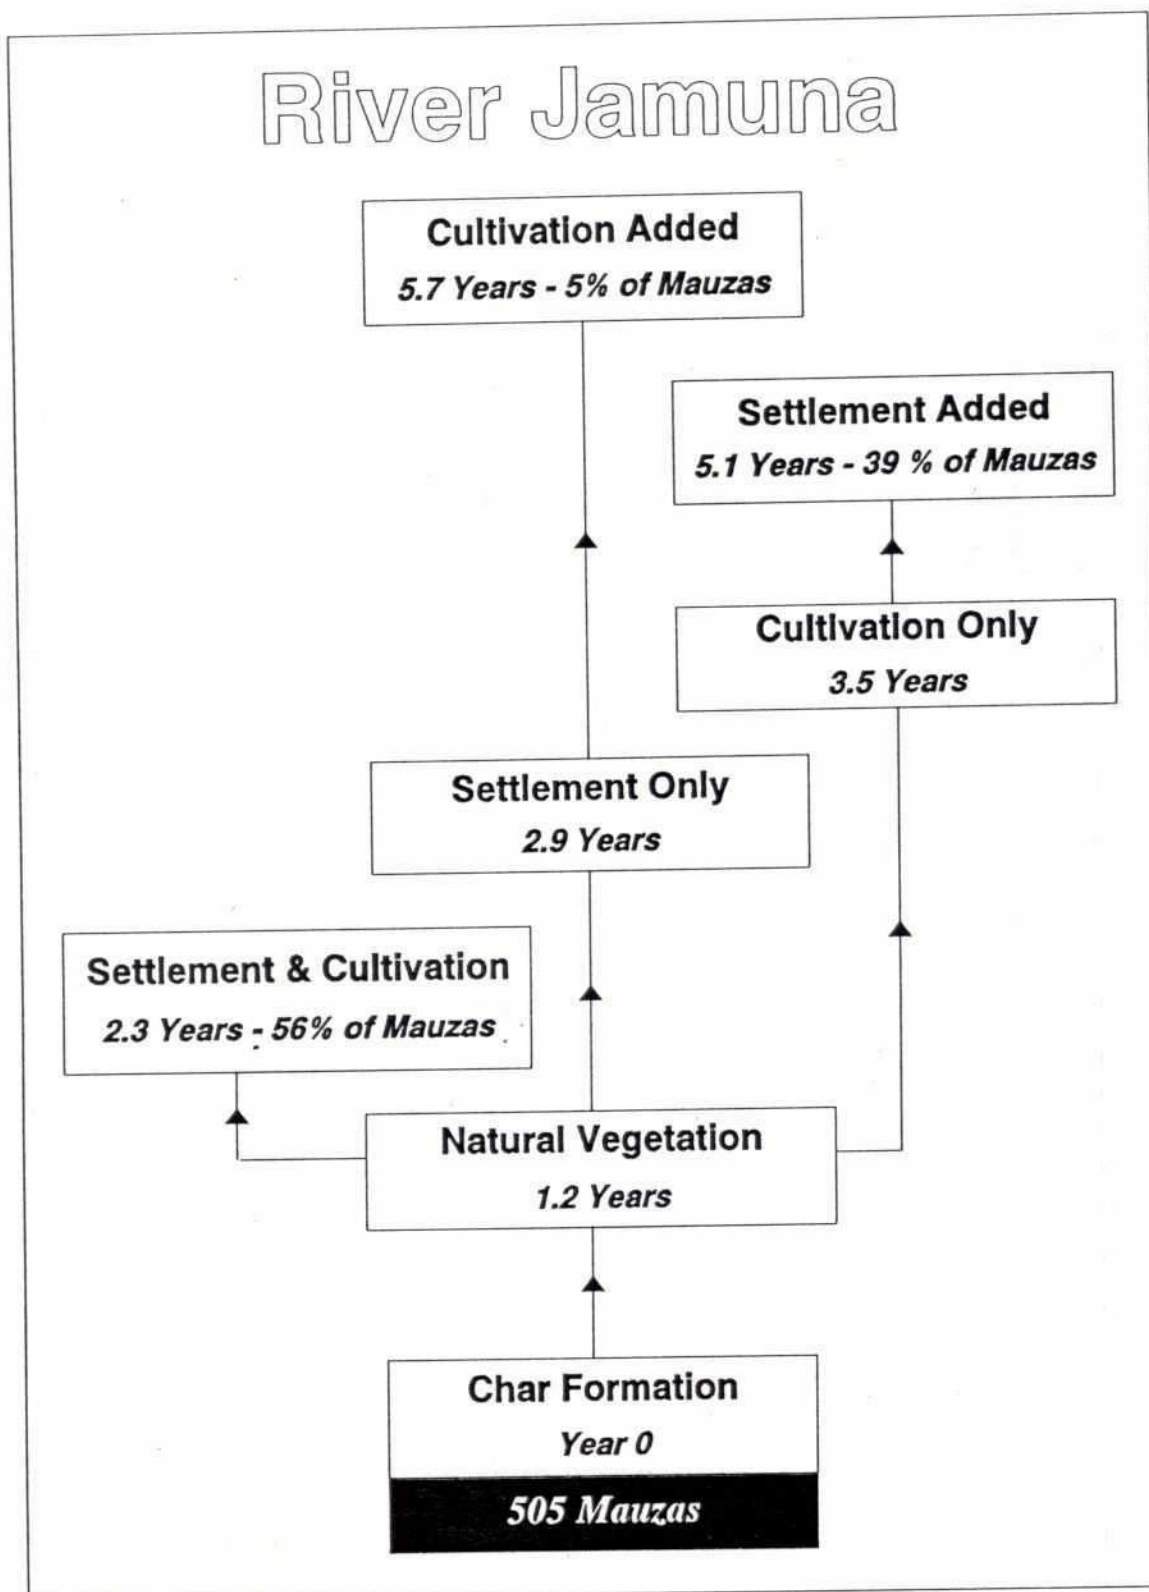 River Jamuna
Cultivation Added
5.7 Years - 5% of Mauzas
Settlement Added
5.1 Years - 39 % of Mauzas
Cultivation Only
3.5 Years
Settlement Only
2.9 Years
Settlement & Cultivation
2.3 Years - 56% of Mauzas
Natural Vegetation
1.2 Years
Char Formation
Year 0
505 Mauzas